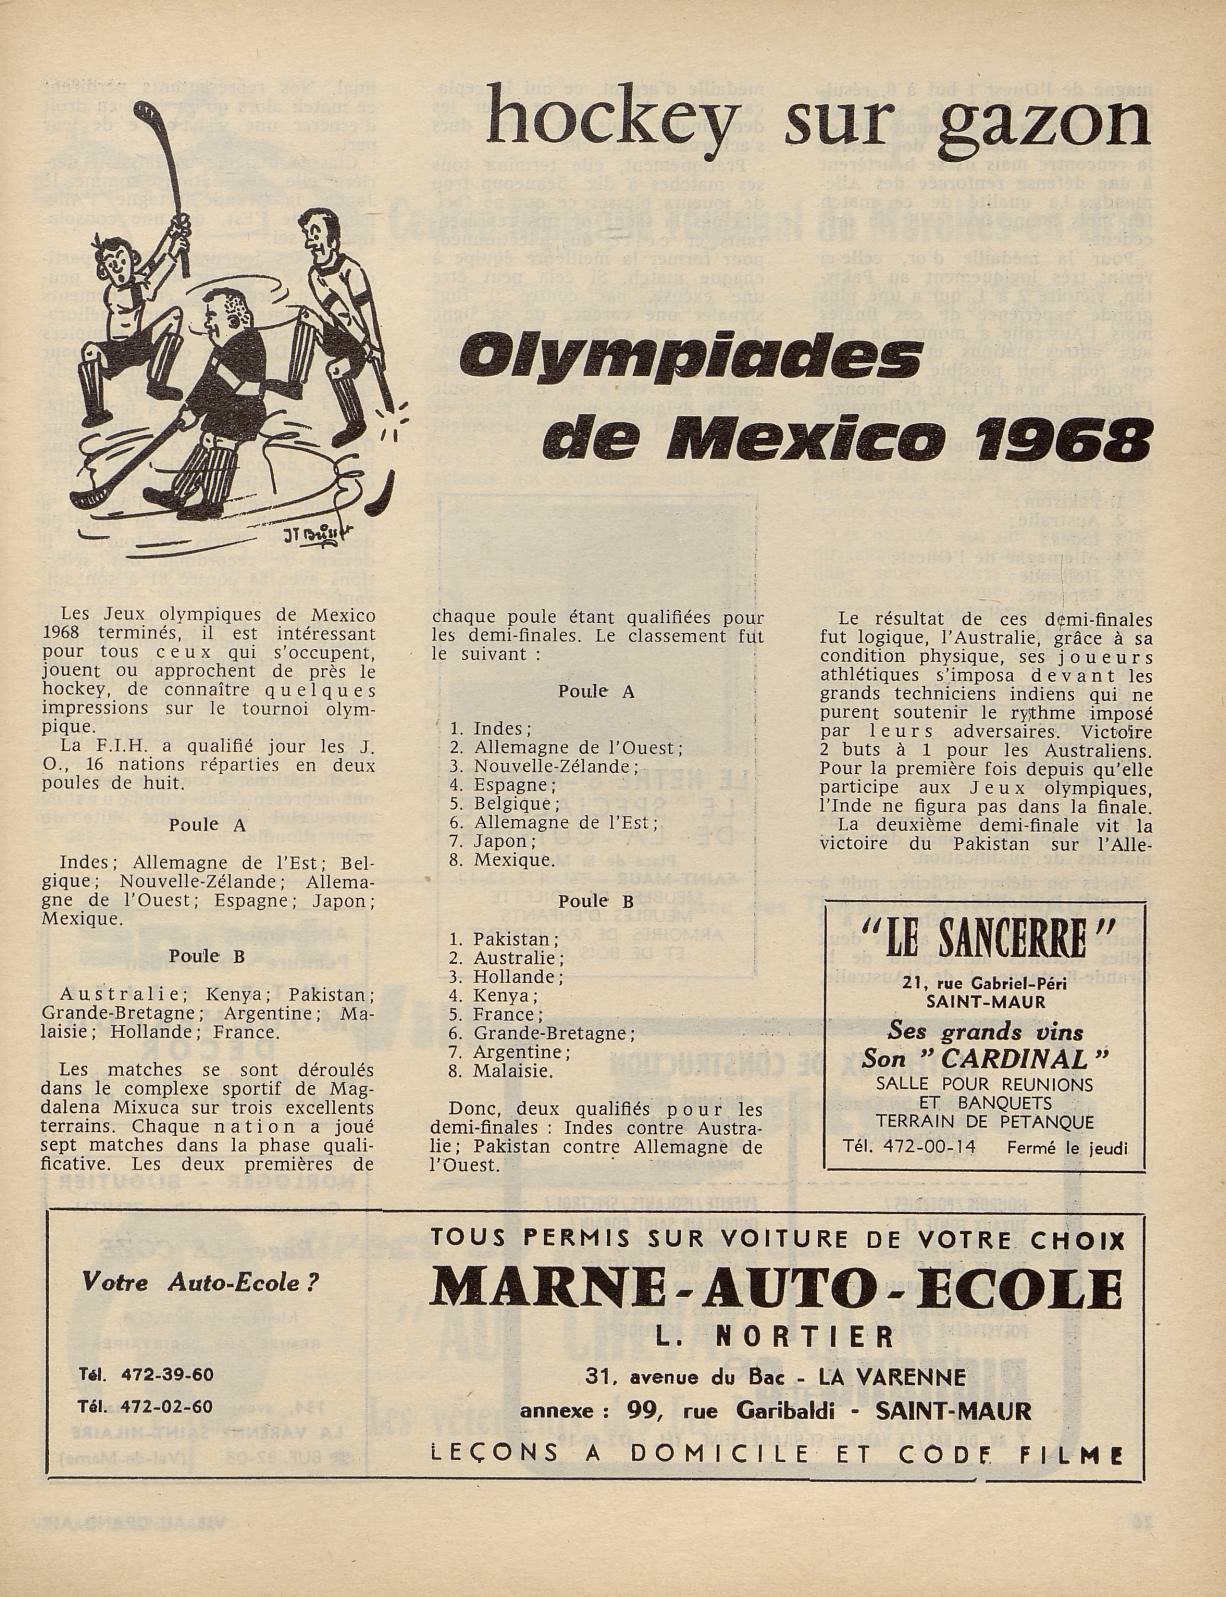 hockey sur gazon
Olympiades
de Mexico 1968
Les Jeux olympiques de Mexico
1968 terminés, il est intéressant
pour tous ceux qui s'occupent,
jouent ou approchent de près le
hockey, de connaître quelques
impressions sur le tournoi olym-
pique.
La F.I.H. a qualifié jour les J.
O., 16 nations réparties en deux
poules de huit.
Poule A
Indes; Allemagne de l'Est; Bel-
gique; Nouvelle-Zélande; Allema-
gne de l'Ouest; Espagne; Japon;
Mexique.
Poule B
Australie; Kenya; Pakistan;
Grande-Bretagne; Argentine; Ma-
laisie; Hollande; France.
Les matches se sont déroulés
dans le complexe sportif de Mag-
dalena Mixuca sur trois excellents
terrains. Chaque nation a joué
sept matches dans la phase quali-
ficative. Les deux premières de
chaque poule étant qualifiées pour
les demi-finales. Le classement fut
le suivant :
Poule A
1. Indes;
2. Allemagne de l'Ouest;
3. Nouvelle-Zélande;
4. Espagne;
5. Belgique;
6. Allemagne de l'Est;
7. Japon;
8. Mexique.
Poule B
1. Pakistan;
2. Australie;
3. Hollande;
4. Kenya;
5. France;
6. Grande-Bretagne;
7. Argentine;
8. Malaisie.
Donc, deux qualifiés pour les
demi-finales : Indes contre Austra-
lie; Pakistan contre Allemagne de
l'Ouest.
Le résultat de ces demi-finales
fut logique, l'Australie, grâce à sa
condition physique, ses joueurs
athlétiques s'imposa devant les
grands techniciens indiens qui ne
purent soutenir le rythme imposé
par leurs adversaires. Victoire
2 buts à 1 pour les Australiens.
Pour la première fois depuis qu'elle
participe aux Jeux olympiques,
l'Inde ne figura pas dans la finale.
La deuxième demi-finale vit la
victoire du Pakistan sur l'Alle-
"LE SANCERRE"
21, rue Gabriel-Péri
SAINT-MAUR
Ses grands vins
Son "CARDINAL"
SALLE POUR REUNIONS
ET BANQUETS
TERRAIN DE PETANQUE
Tél. 472-00-14 Fermé le jeudi
Votre Auto-Ecole ?
Tél. 472-39-60
Tél. 472-02-60
TOUS PERMIS SUR VOITURE DE VOTRE CHOIX
MARNE-AUTO-ECOLE
L. NORTIER
31, avenue du Bac - LA VARENNE
annexe : 99, rue Garibaldi - SAINT-MAUR
LEÇONS A DOMICILE ET CODE FILME